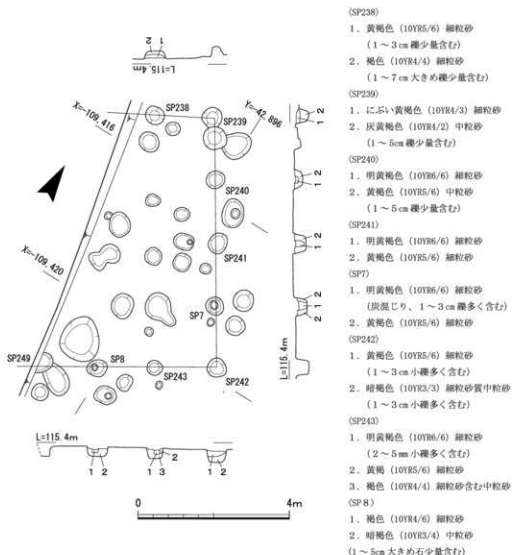 2 1
L=115.4m
SP238
SP239
X=-109,416
Y=-42,896
SP240
SP241
X=-109,420
SP7
SP249
SP8
SP243
SP242
L=115.4m
1 2
1 3
2
1 2
0 4m
1 2
1 2
1 2
1 2
2
L=115.4m
(SP238)
1．黄褐色（10YR5/6）細粒砂
（1～3㎝礫少量含む）
2．褐色（10YR4/4）細粒砂
（1～7㎝大きめ礫少量含む）
(SP239)
1．にぶい黄褐色（10YR4/3）細粒砂
2．灰黄褐色（10YR4/2）中粒砂
（1～5㎝礫少量含む）
(SP240)
1．明黄褐色（10YR6/6）細粒砂
2．黄褐色（10YR5/6）中粒砂
（1～5㎝礫少量含む）
(SP241)
1．明黄褐色（10YR6/6）細粒砂
2．黄褐色（10YR5/6）細粒砂
(SP7)
1．明黄褐色（10YR6/6）細粒砂
（炭混じり、1～3㎝礫多く含む）
2．黄褐色（10YR5/6）細粒砂
(SP242)
1．黄褐色（10YR5/6）細粒砂
（1～3㎝小礫多く含む）
2．暗褐色（10YR3/3）細粒砂質中粒砂
（1～3㎝小礫多く含む）
(SP243)
1．明黄褐色（10YR6/6）細粒砂
（2～5㎜小礫多く含む）
2．黄褐（10YR5/6）細粒砂
3．褐色（10YR4/4）細粒砂含む中粒砂
(SP８)
1．褐色（10YR4/6）細粒砂
2．暗褐色（10YR3/4）中粒砂
（1～5㎝大きめ石少量含む）